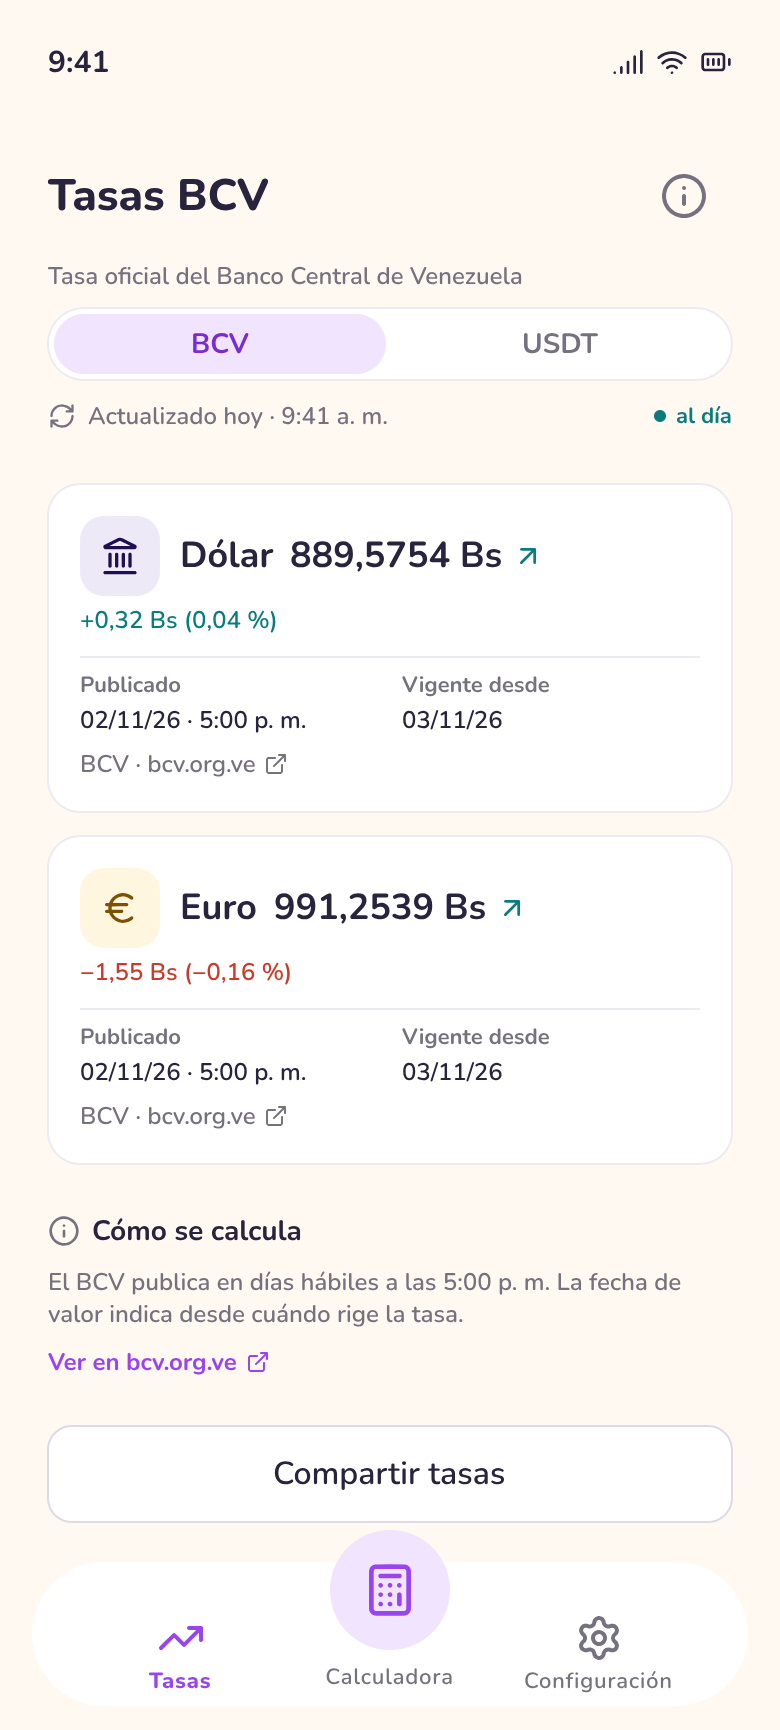 9:41
Tasas BCV
Tasa oficial del Banco Central de Venezuela
BCV USDT
Actualizado hoy · 9:41 a. m. al día
Dólar 889,5754 Bs
+0,32 Bs (0,04 %)
Publicado Vigente desde
02/11/26 · 5:00 p. m. 03/11/26
BCV · bcv.org.ve
€
Euro 991,2539 Bs
−1,55 Bs (−0,16 %)
Publicado Vigente desde
02/11/26 · 5:00 p. m. 03/11/26
BCV · bcv.org.ve
Cómo se calcula
El BCV publica en días hábiles a las 5:00 p. m. La fecha de
valor indica desde cuándo rige la tasa.
Ver en bcv.org.ve
Compartir tasas
Tasas Calculadora Configuración